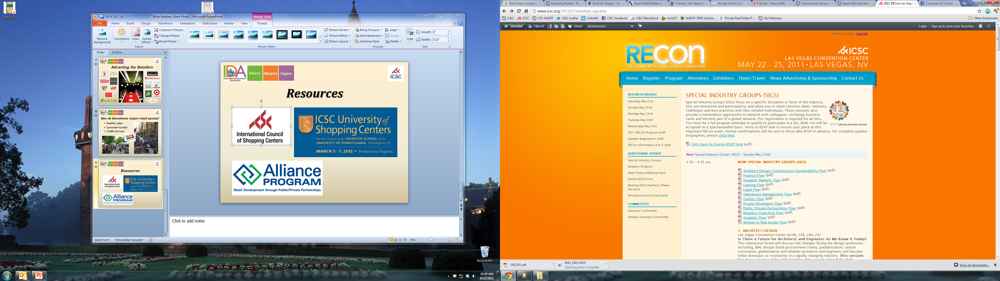 2012UV
What Retailers Want Panel - Microsoft PowerPoint
Picture Tools
File Home Insert Design Transitions Animations Slide Show Review View Format
Remove Background
Corrections
Color
Artistic Effects
Compress Pictures
Change Picture
Reset Picture
Adjust
Picture Styles
Picture Border
Picture Effects
Picture Layout
Bring Forward
Send Backward
Selection Pane
Align
Group
Rotate
Arrange
Crop
Height: 2"
Width: 3.12"
Size
Slides Outline
7
Attracting the Retailers
LOFT
patagonia
Office DEPOT
Walgreens
title nine
H&M
TARGET
Publix
8
How do Downtowns ensure retail success?
• Healthy sales
• Customer loyalty
• Traffic Drivers
9
Resources
International Council
of Shopping Centers
ICSC University of
Shopping Centers
Alliance
PROGRAM
IDA
International Downtown
Association
Inform. Influence. Inspire.
ICSC
Resources
International Council
of Shopping Centers
ICSC University of
Shopping Centers
On the campus of the WHARTON SCHOOL of the
UNIVERSITY OF PENNSYLVANIA, Philadelphia, PA
MARCH 5 - 7, 2012 • Preliminary Program
Alliance
PROGRAM
Retail Development through Public/Private Partnerships
Click to add notes
Slide 9 of 9 "YellowMap Template" 75%
Recycle Bin
10:38 AM
9/22/2011
Real Estate License - Licensing Portal - Re Ernst & Young > US Search Real Estate Jo Careers, Job Opportu Glocap Search LLC Gmail - Inbox (116) - Commercial real esta Applicant Searches 2011 RECon Las Vega Crossman & Compa
www.icsc.org/2011SC/schedule_sigs.php
C&C ICSC CFL NAIOP C&C twitter LinkedIn C&C facebook C&C Batchbook myUCF NAIOP: FREE Solutio... Florida Real Estate P... ULI Webinars Other bookmarks
Stumble! I like it! Share All Interests Login | Sign up & save your favorites
Welcome, Molly Log Out
RECON
THE GLOBAL RETAIL REAL ESTATE CONVENTION
ICSC
LAS VEGAS CONVENTION CENTER
MAY 22 - 25, 2011 • LAS VEGAS, NV
Home Register Program Attendees Exhibitors Hotel/Travel News Advertising & Sponsorship Contact Us
RECON SCHEDULE
Saturday May 21st
Sunday May 22nd
Monday May 23rd
Tuesday May 24th
Wednesday May 25th
2011 RECon Program (pdf)
Speaker Biographies (pdf)
RECon Information A to Z (pdf)
ADDITIONAL EVENTS
Special Industry Groups
Retailers Program
New! Finance Meeting Point
Events RSVP Form
Meeting Point Pavilions/Power
Sessions
Receptions and Social Events
COMMITTEES
Advisory Committee
Retailer Outreach Committee
SPECIAL INDUSTRY GROUPS (SIGS)
Special Industry Groups (SIGs) focus on a specific discipline or facet of the industry.
SIGs are interactive and participatory, and allow you to share common ideas, interests,
challenges and best practices with like-minded individuals. These sessions also
provide a tremendous opportunity to network with colleagues, exchange business
cards and become part of a global network. Pre-registration is required for all SIGs.
You must be a full program attendee to qualify to participate in a SIG. Walk-ins will be
accepted on a spaceavailable basis. Hurry to RSVP now to ensure your place at this
important RECon event. Formal confirmations will be sent to those who RSVP in advance. For complete speaker
biographies, please click here.
sigs
SIGS | SPECIAL INDUSTRY GROUPS
Click here for Events RSVP form (pdf).
New! Special Industry Groups (SIGS) - Sunday May 22nd
3:30 - 4:45 pm
NEW! SPECIAL INDUSTRY GROUPS (SIGS)
Architect Design/Construction/Sustainability Flyer (pdf)
Finance Flyer (pdf)
Hispanic Markets Flyer (pdf)
Leasing Flyer (pdf)
Legal Flyer (pdf)
Operations Management Flyer (pdf)
Outlets Flyer (pdf)
Private Developers Flyer (pdf)
Public/Private Partnerships Flyer (pdf)
Retailers/Franchise Flyer (pdf)
Students Flyer (pdf)
Women in Real Estate Flyer (pdf)
1. ARCHITECT/DESIGN
Las Vegas Convention Center N236, 238, 240, 242
Is There a Future for Architects and Engineers As We Know It Today?
This interactive forum will discuss the changes facing the design profession
including, BIM, design/build procurement routes, prefabrication, carbon
constraints, globalization and whether architects and engineers will become
either dinosaurs or visionaries in a rapidly changing industry. This session
2012UV.pdf
IMG_1301.MOV
Opening when complete
Show all downloads...